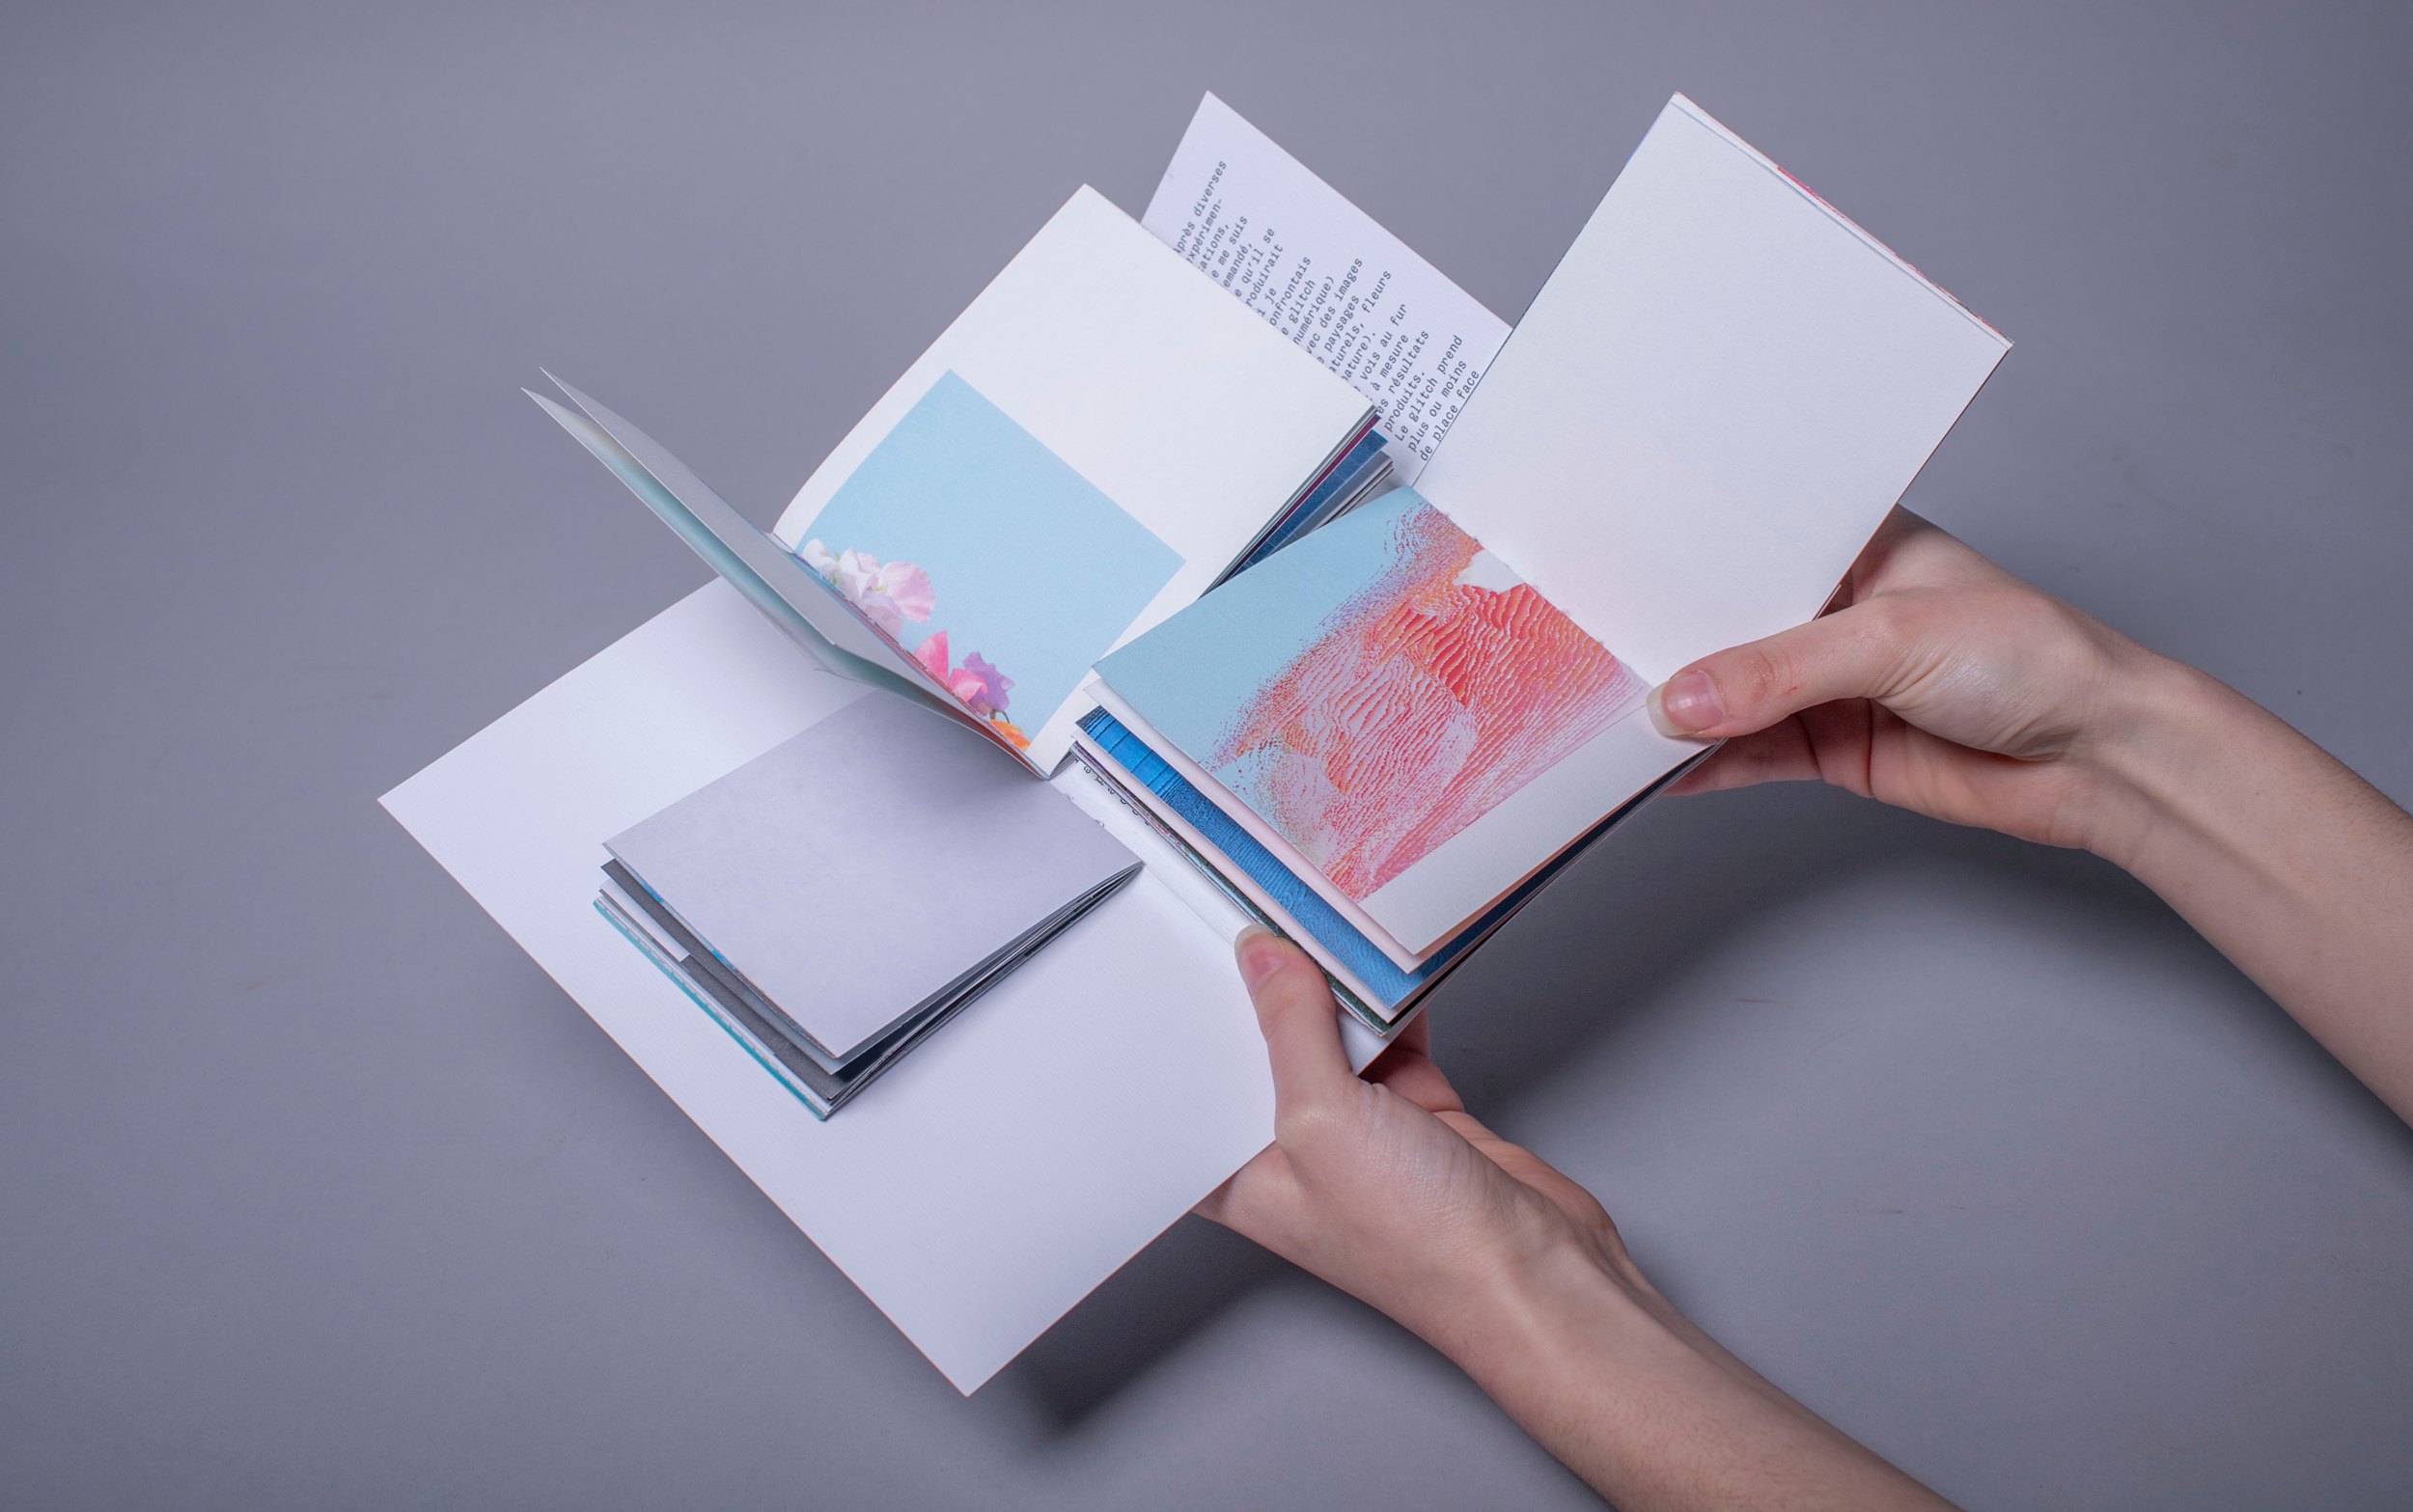 près diverses
xpérimen-
ations,
e me suis
emandé,
e qu'il se
roduirait
i je
onfrontais
e glitch
numérique)
vec des images
e paysages
aturels, fleurs
nature).
vois au fur
à mesure
es résultats
produits.
Le glitch prend
plus ou moins
de place face